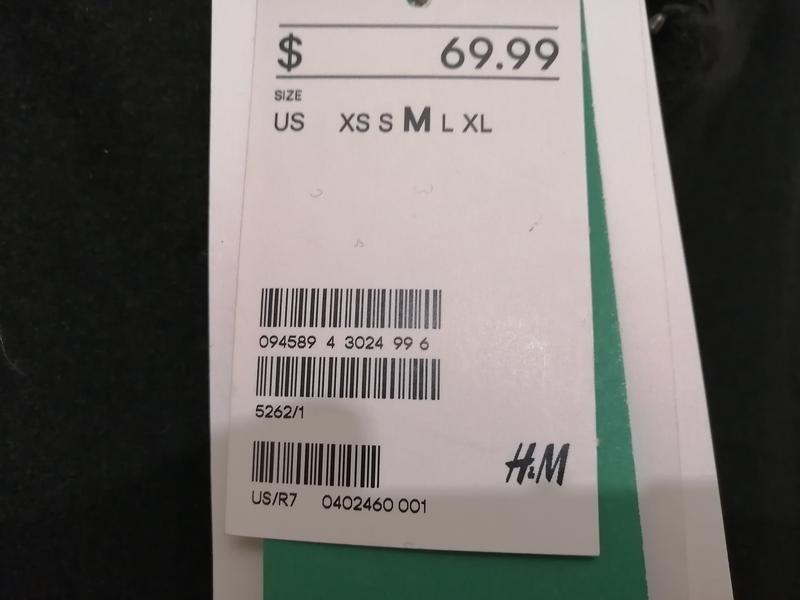 $ 69.99
SIZE
US XS S M L XL
094589 4 3024 99 6
5262/1
H&M
US/R7 0402460 001